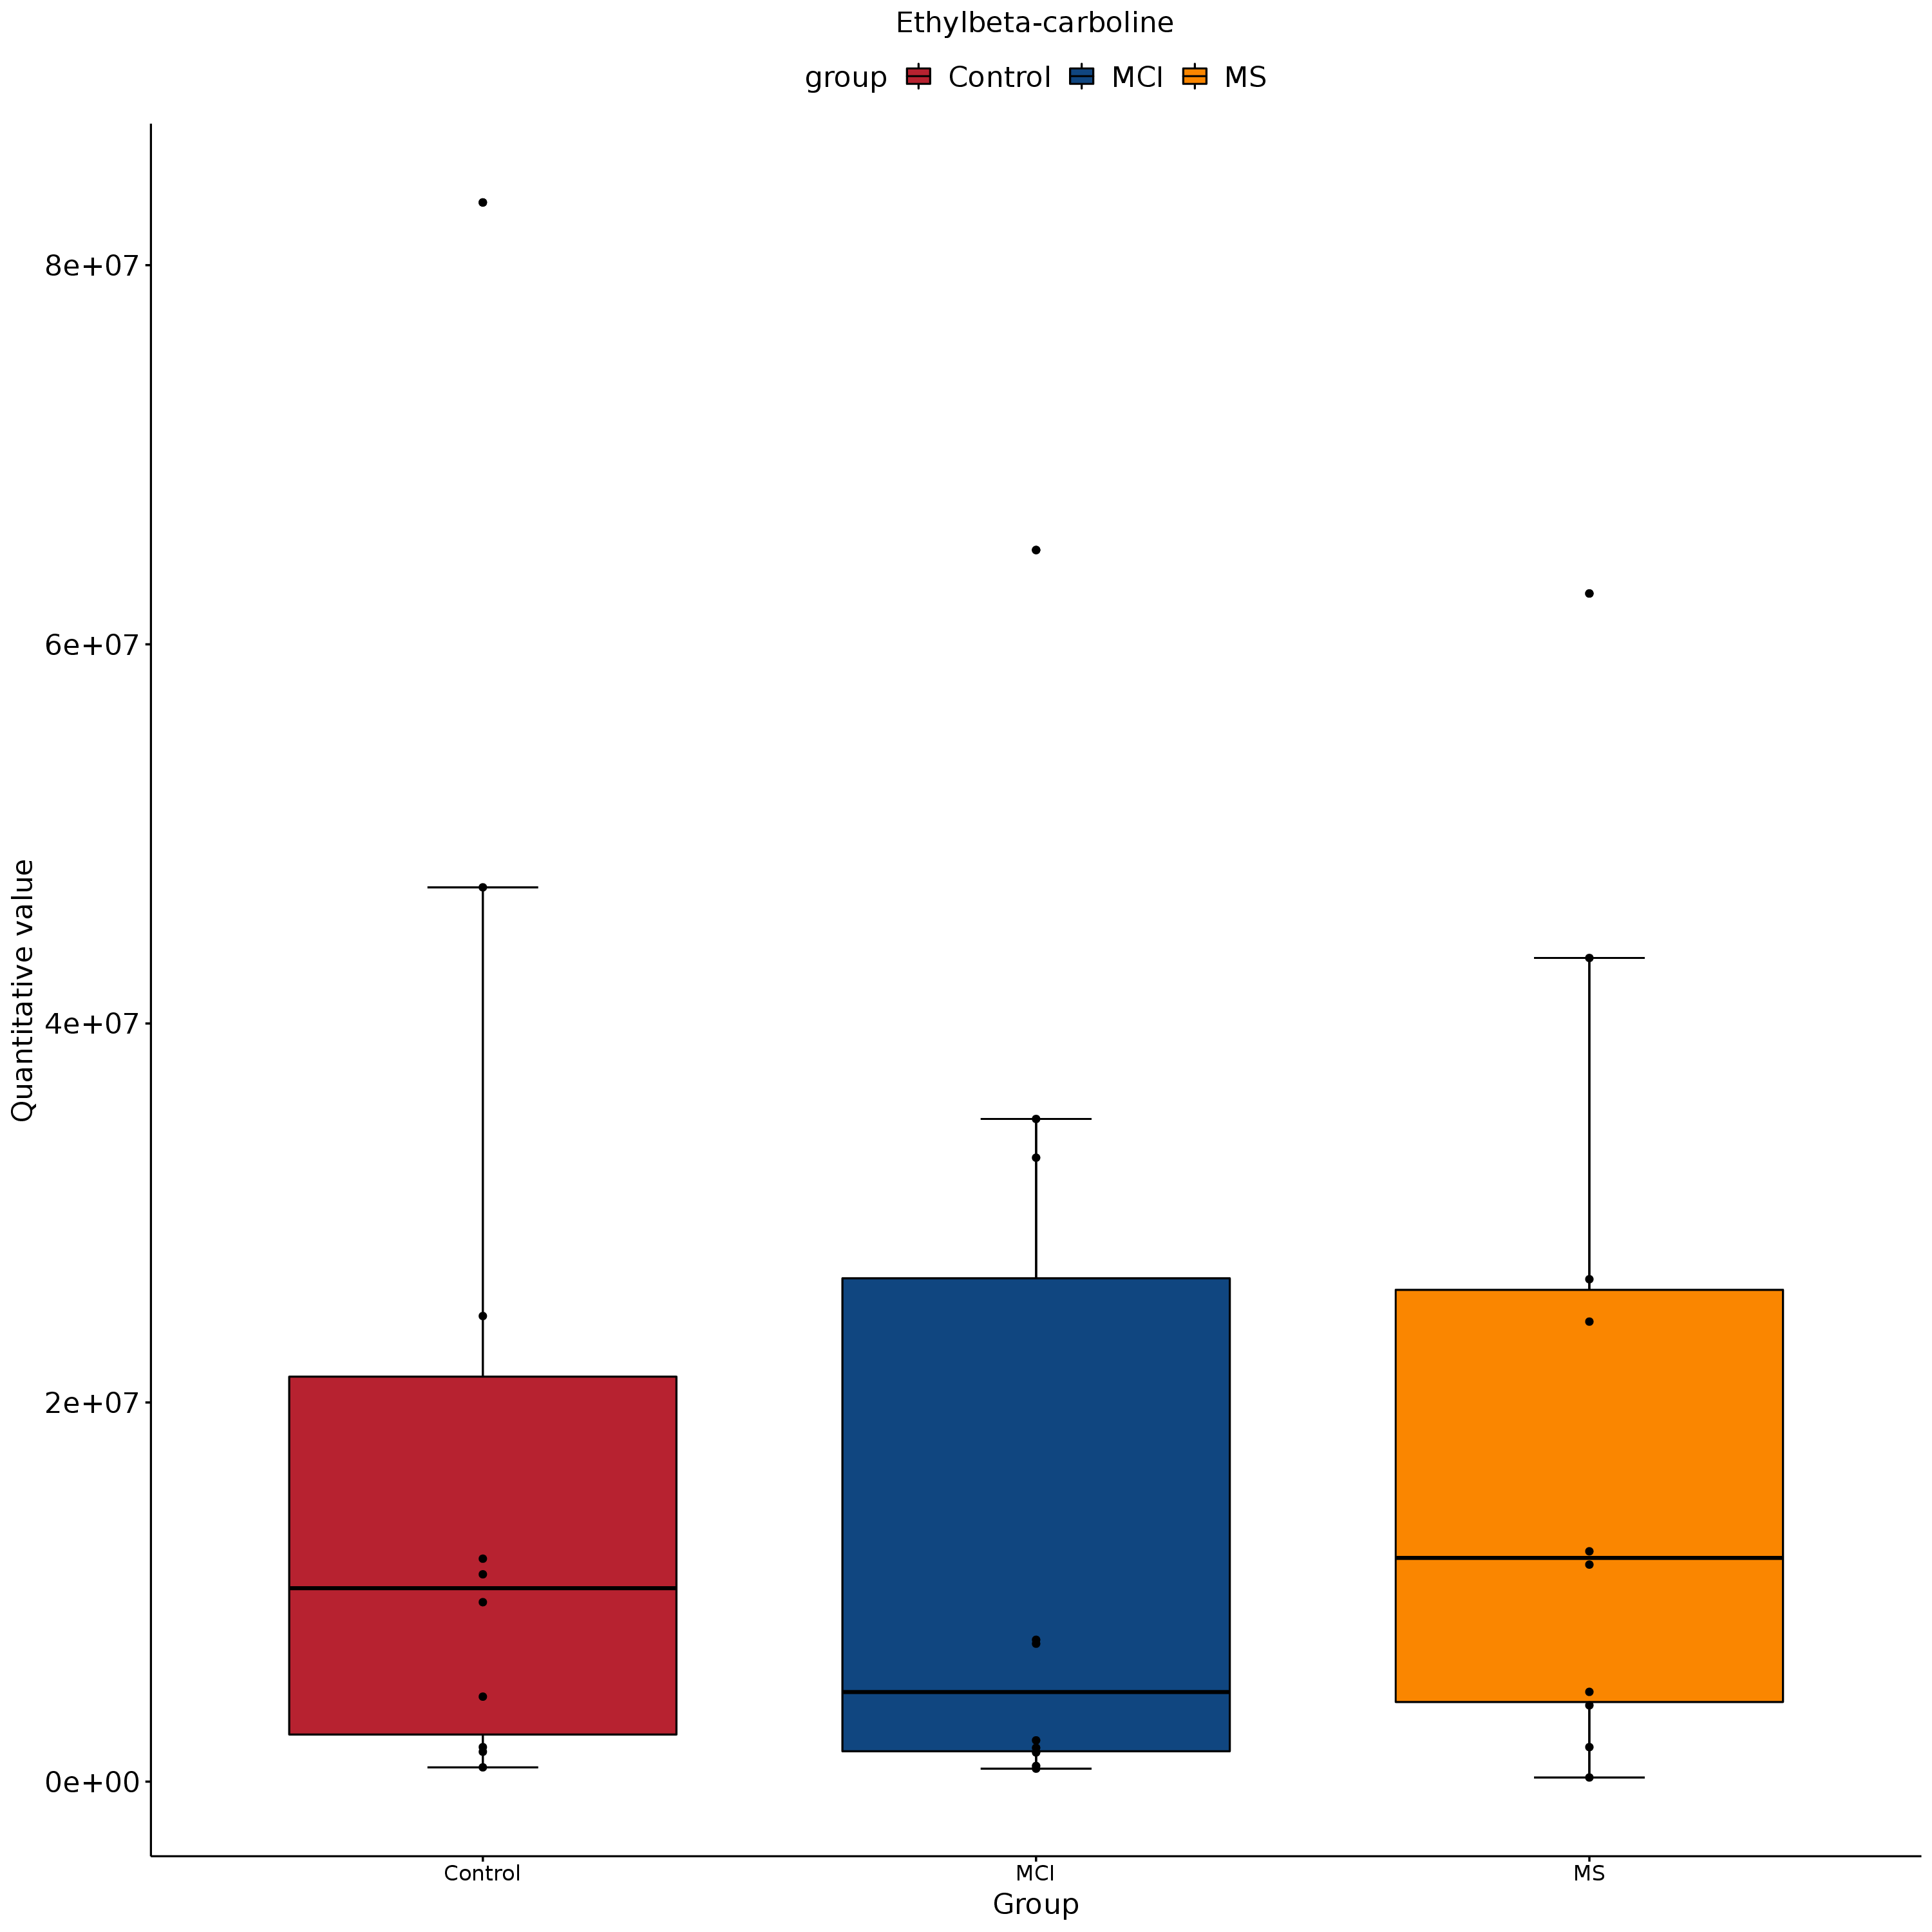 Ethylbeta-carboline
group Control MCI MS
Quantitative value
8e+07
6e+07
4e+07
2e+07
0e+00
Control MCI MS
Group